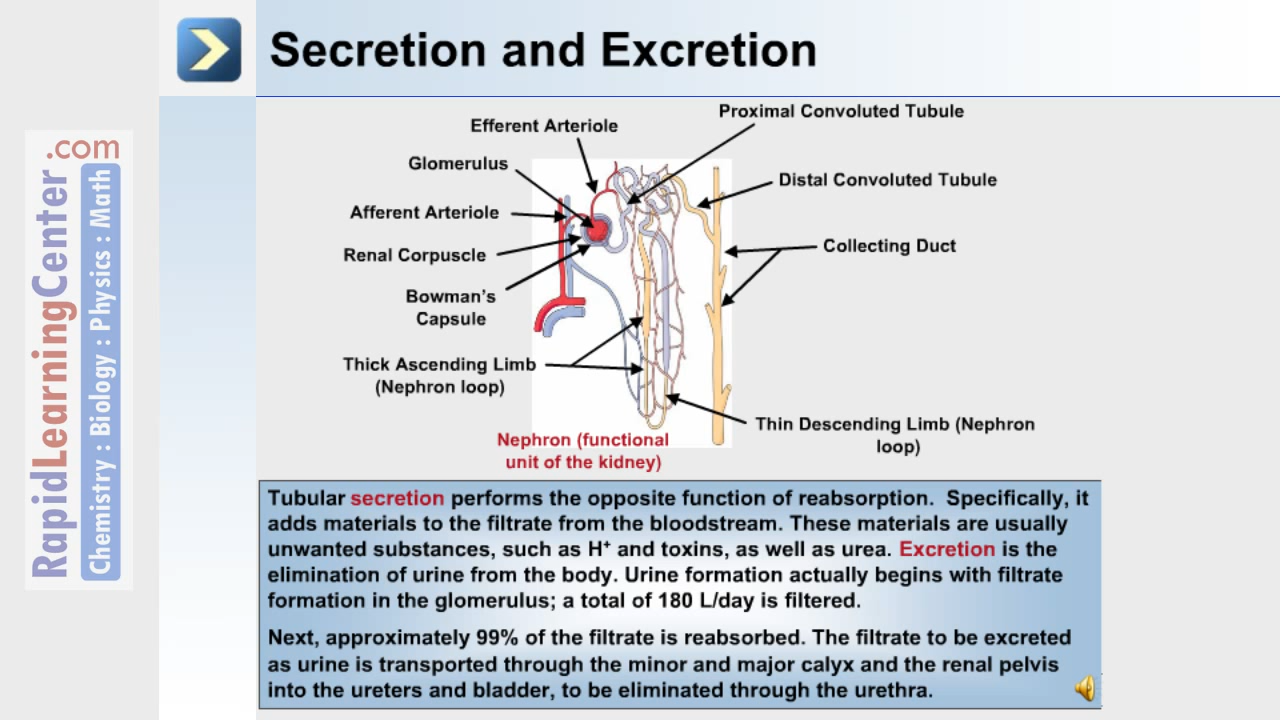 Secretion and Excretion
RapidLearningCenter
.com
Chemistry : Biology : Physics : Math
Proximal Convoluted Tubule
Efferent Arteriole
Glomerulus
Distal Convoluted Tubule
Afferent Arteriole
Collecting Duct
Renal Corpuscle
Bowman's
Capsule
Thick Ascending Limb
(Nephron loop)
Thin Descending Limb (Nephron
loop)
Nephron (functional
unit of the kidney)
Tubular secretion performs the opposite function of reabsorption. Specifically, it
adds materials to the filtrate from the bloodstream. These materials are usually
unwanted substances, such as H⁺ and toxins, as well as urea. Excretion is the
elimination of urine from the body. Urine formation actually begins with filtrate
formation in the glomerulus; a total of 180 L/day is filtered.
Next, approximately 99% of the filtrate is reabsorbed. The filtrate to be excreted
as urine is transported through the minor and major calyx and the renal pelvis
into the ureters and bladder, to be eliminated through the urethra.